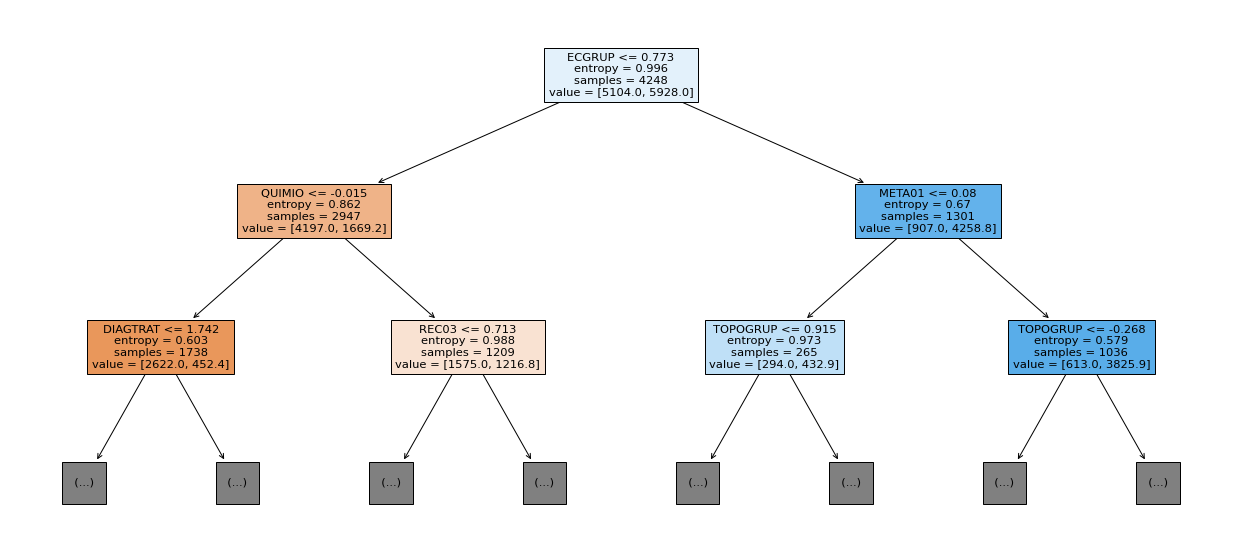 ECGRUP <= 0.773
entropy = 0.996
samples = 4248
value = [5104.0, 5928.0]
QUIMIO <= -0.015
entropy = 0.862
samples = 2947
value = [4197.0, 1669.2]
META01 <= 0.08
entropy = 0.67
samples = 1301
value = [907.0, 4258.8]
DIAGTRAT <= 1.742
entropy = 0.603
samples = 1738
value = [2622.0, 452.4]
REC03 <= 0.713
entropy = 0.988
samples = 1209
value = [1575.0, 1216.8]
TOPOGRUP <= 0.915
entropy = 0.973
samples = 265
value = [294.0, 432.9]
TOPOGRUP <= -0.268
entropy = 0.579
samples = 1036
value = [613.0, 3825.9]
(...)
(...)
(...)
(...)
(...)
(...)
(...)
(...)